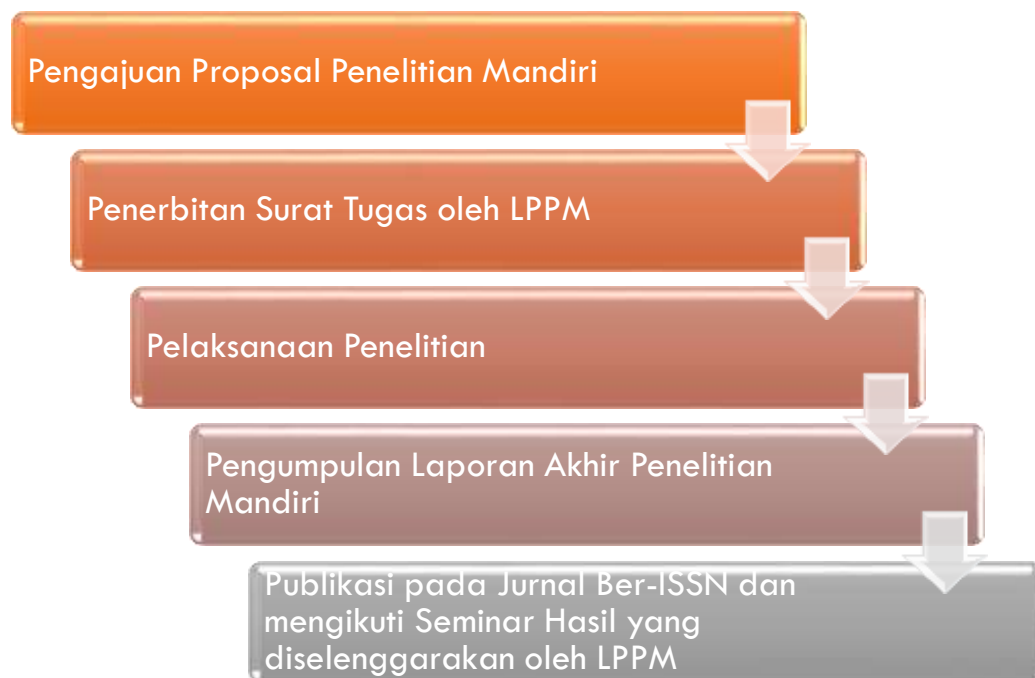 Pengajuan Proposal Penelitian Mandiri
Penerbitan Surat Tugas oleh LPPM
Pelaksanaan Penelitian
Pengumpulan Laporan Akhir Penelitian
Mandiri
Publikasi pada Jurnal Ber-ISSN dan
mengikuti Seminar Hasil yang
diselenggarakan oleh LPPM